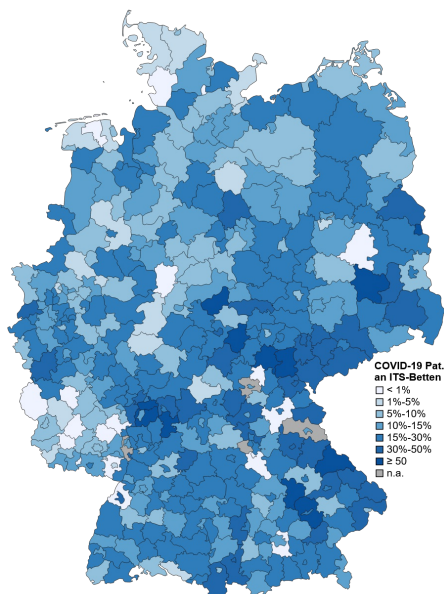 COVID-19 Pat.
an ITS-Betten
< 1%
1%-5%
5%-10%
10%-15%
15%-30%
30%-50%
≥ 50
n.a.